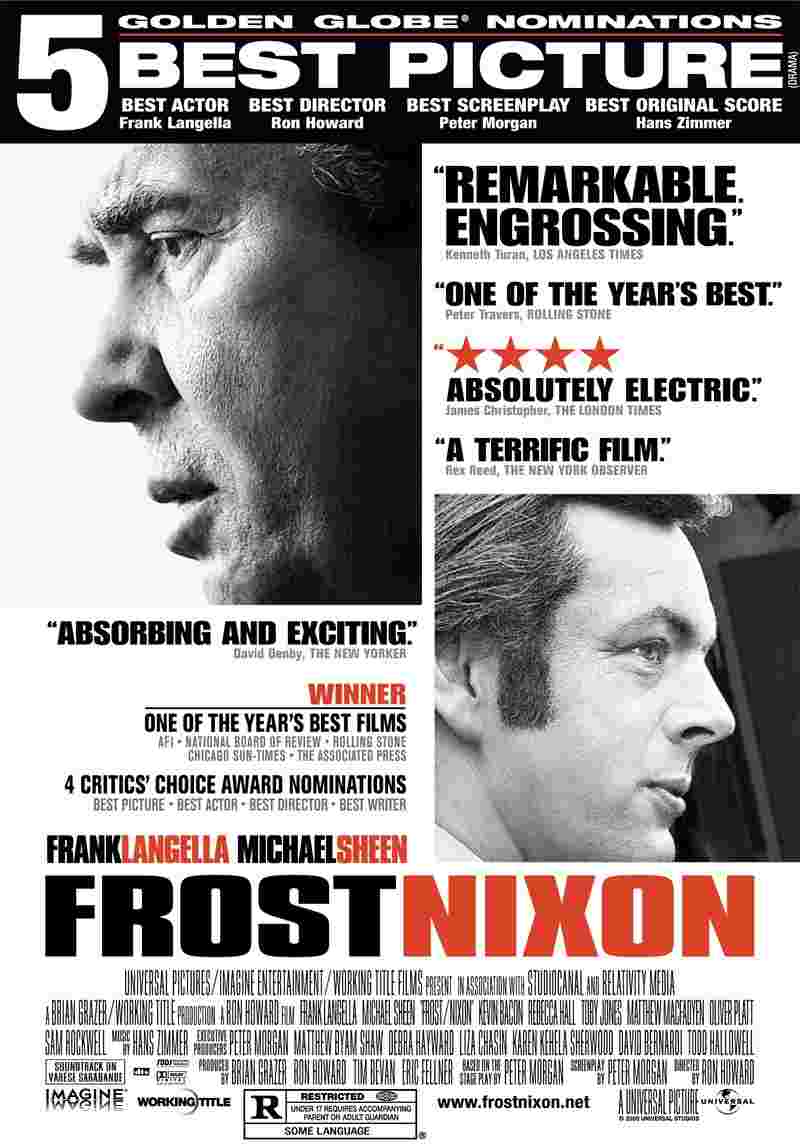 5 GOLDEN GLOBE® NOMINATIONS
BEST PICTURE (DRAMA)
BEST ACTOR BEST DIRECTOR BEST SCREENPLAY BEST ORIGINAL SCORE
Frank Langella Ron Howard Peter Morgan Hans Zimmer
"REMARKABLE.
ENGROSSING."
Kenneth Turan, LOS ANGELES TIMES
"ONE OF THE YEAR'S BEST."
Peter Travers, ROLLING STONE
"★★★★
ABSOLUTELY ELECTRIC."
James Christopher, THE LONDON TIMES
"A TERRIFIC FILM."
Rex Reed, THE NEW YORK OBSERVER
"ABSORBING AND EXCITING."
David Denby, THE NEW YORKER
WINNER
ONE OF THE YEAR'S BEST FILMS
AFI • NATIONAL BOARD OF REVIEW • ROLLING STONE
CHICAGO SUN-TIMES • THE ASSOCIATED PRESS
4 CRITICS' CHOICE AWARD NOMINATIONS
BEST PICTURE • BEST ACTOR • BEST DIRECTOR • BEST WRITER
FRANKLANGELLA MICHAELSHEEN
FROSTNIXON
UNIVERSAL PICTURES/IMAGINE ENTERTAINMENT/WORKING TITLE FILMS PRESENT IN ASSOCIATION WITH STUDIOCANAL AND RELATIVITY MEDIA
A BRIAN GRAZER/WORKING TITLE PRODUCTION A RON HOWARD FILM FRANK LANGELLA MICHAEL SHEEN "FROST/NIXON" KEVIN BACON REBECCA HALL TOBY JONES MATTHEW MACFADYEN OLIVER PLATT
SAM ROCKWELL MUSIC BY HANS ZIMMER EXECUTIVE PRODUCERS PETER MORGAN MATTHEW BYAM SHAW DEBRA HAYWARD LIZA CHASIN KAREN KEHELA SHERWOOD DAVID BERNARDI TODD HALLOWELL
SOUNDTRACK ON VARESE SARABANDE dts DOLBY DIGITAL PRODUCED BY BRIAN GRAZER RON HOWARD TIM BEVAN ERIC FELLNER BASED ON THE STAGE PLAY BY PETER MORGAN SCREENPLAY BY PETER MORGAN DIRECTED BY RON HOWARD
IMAGINE WORKING TITLE R RESTRICTED
UNDER 17 REQUIRES ACCOMPANYING
PARENT OR ADULT GUARDIAN
SOME LANGUAGE ®
www.frostnixon.net
A UNIVERSAL PICTURE UNIVERSAL